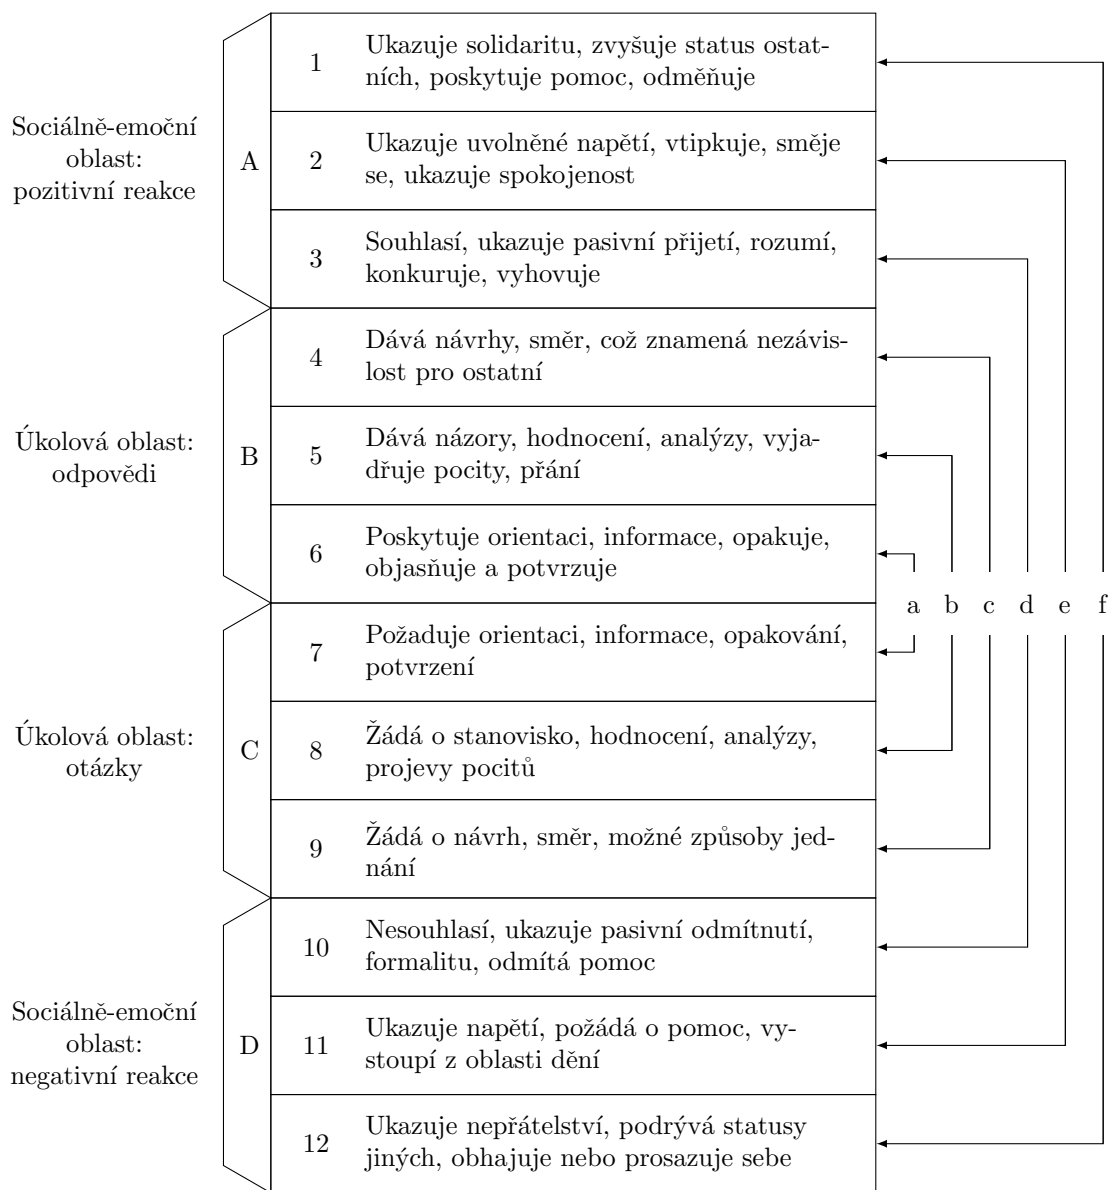 Sociálně-emoční
oblast:
pozitivní reakce
A
1
Ukazuje solidaritu, zvyšuje status ostat-
ních, poskytuje pomoc, odměňuje
2
Ukazuje uvolněné napětí, vtipkuje, směje
se, ukazuje spokojenost
3
Souhlasí, ukazuje pasivní přijetí, rozumí,
konkuruje, vyhovuje
Úkolová oblast:
odpovědi
B
4
Dává návrhy, směr, což znamená nezávis-
lost pro ostatní
5
Dává názory, hodnocení, analýzy, vyja-
dřuje pocity, přání
6
Poskytuje orientaci, informace, opakuje,
objasňuje a potvrzuje
Úkolová oblast:
otázky
C
7
Požaduje orientaci, informace, opakování,
potvrzení
8
Žádá o stanovisko, hodnocení, analýzy,
projevy pocitů
9
Žádá o návrh, směr, možné způsoby jed-
nání
Sociálně-emoční
oblast:
negativní reakce
D
10
Nesouhlasí, ukazuje pasivní odmítnutí,
formalitu, odmítá pomoc
11
Ukazuje napětí, požádá o pomoc, vy-
stoupí z oblasti dění
12
Ukazuje nepřátelství, podrývá statusy
jiných, obhajuje nebo prosazuje sebe
a b c d e f